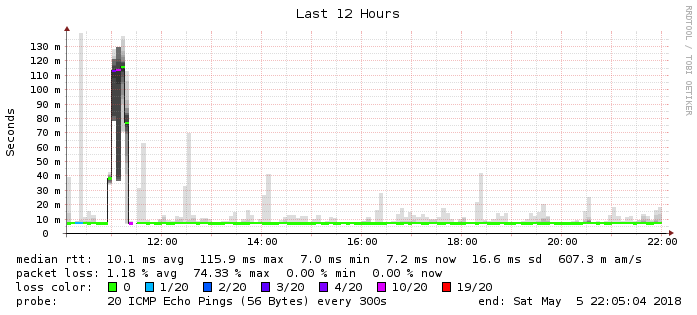 Last 12 Hours
RRDTOOL / TOBI OETIKER
Seconds
130 m
120 m
110 m
100 m
90 m
80 m
70 m
60 m
50 m
40 m
30 m
20 m
10 m
0
12:00 14:00 16:00 18:00 20:00 22:00
median rtt: 10.1 ms avg 115.9 ms max 7.0 ms min 7.2 ms now 16.6 ms sd 607.3 m am/s
packet loss: 1.18 % avg 74.33 % max 0.00 % min 0.00 % now
loss color: 0 1/20 2/20 3/20 4/20 10/20 19/20
probe: 20 ICMP Echo Pings (56 Bytes) every 300s end: Sat May 5 22:05:04 2018